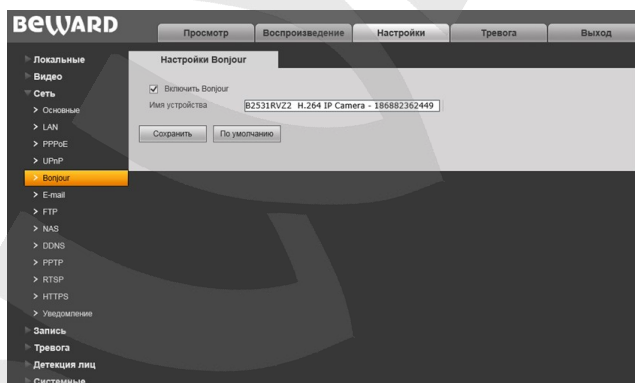 BEWARD
Просмотр Воспроизведение Настройки Тревога Выход
Локальные
Видео
Сеть
Основные
LAN
PPPoE
UPnP
Bonjour
E-mail
FTP
NAS
DDNS
PPTP
RTSP
HTTPS
Уведомление
Запись
Тревога
Детекция лиц
Системные
Настройки Bonjour
Включить Bonjour
Имя устройства B2531RVZ2 H.264 IP Camera - 186882362449
Сохранить По умолчанию